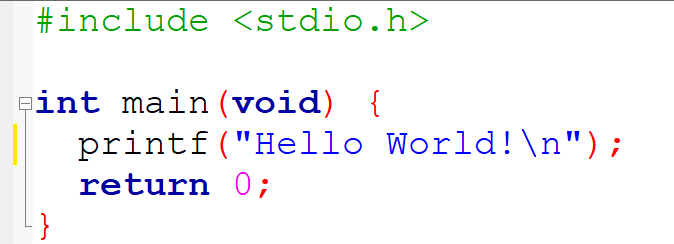 #include <stdio.h>

int main(void) {
  printf("Hello World!\n");
  return 0;
}